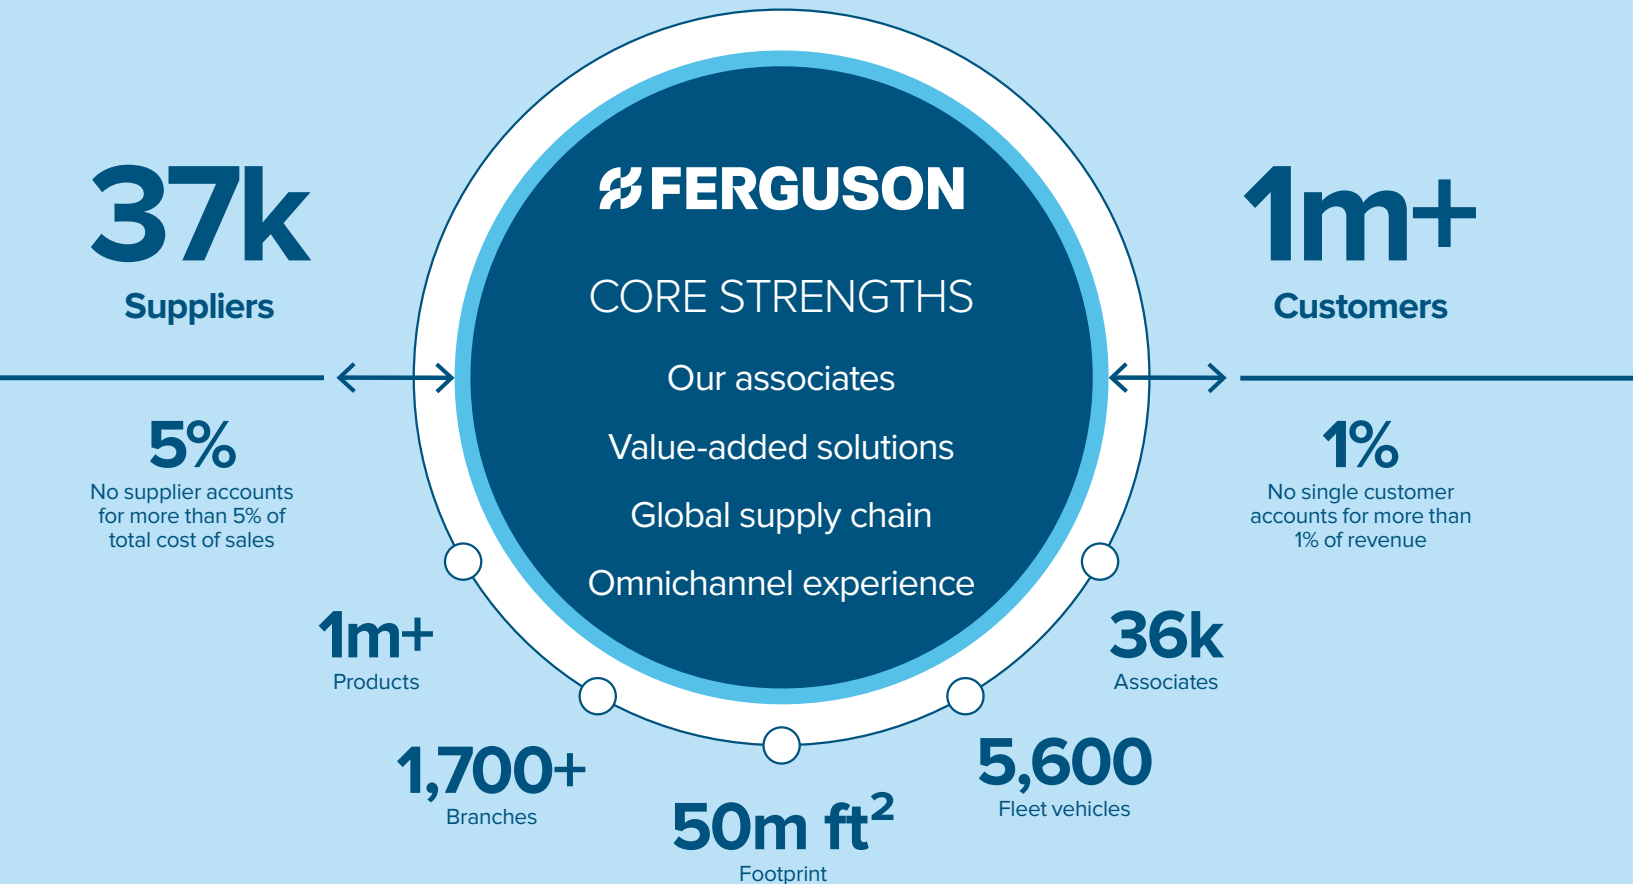 37k
Suppliers
5%
No supplier accounts
for more than 5% of
total cost of sales
FERGUSON
CORE STRENGTHS
Our associates
Value-added solutions
Global supply chain
Omnichannel experience
1m+
Customers
1%
No single customer
accounts for more than
1% of revenue
1m+
Products
1,700+
Branches
50m ft²
Footprint
5,600
Fleet vehicles
36k
Associates